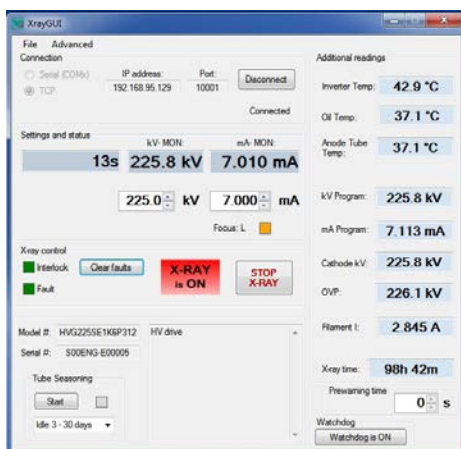 XrayGUI
File Advanced
Connection
Serial (COMx)
TCP
IP address:
192.168.95.129
Port:
10001
Disconnect
Connected
Settings and status
kV- MON:
mA- MON:
13s 225.8 kV 7.010 mA
225.0 kV 7.000 mA
Focus: L
X-ray control
Interlock
Fault
Clear faults
X-RAY
is ON
STOP
X-RAY
Model #: HVG225SE1K6P312
Serial #: S00ENG-E00005
HV drive
Tube Seasoning
Start
Idle 3 - 30 days
Additional readings
Inverter Temp: 42.9 °C
Oil Temp: 37.1 °C
Anode Tube
Temp: 37.1 °C
kV Program: 225.8 kV
mA Program: 7.113 mA
Cathode kV: 225.8 kV
OVP: 226.1 kV
Filament I: 2.845 A
X-ray time: 98h 42m
Prewarning time
0 s
Watchdog
Watchdog is ON